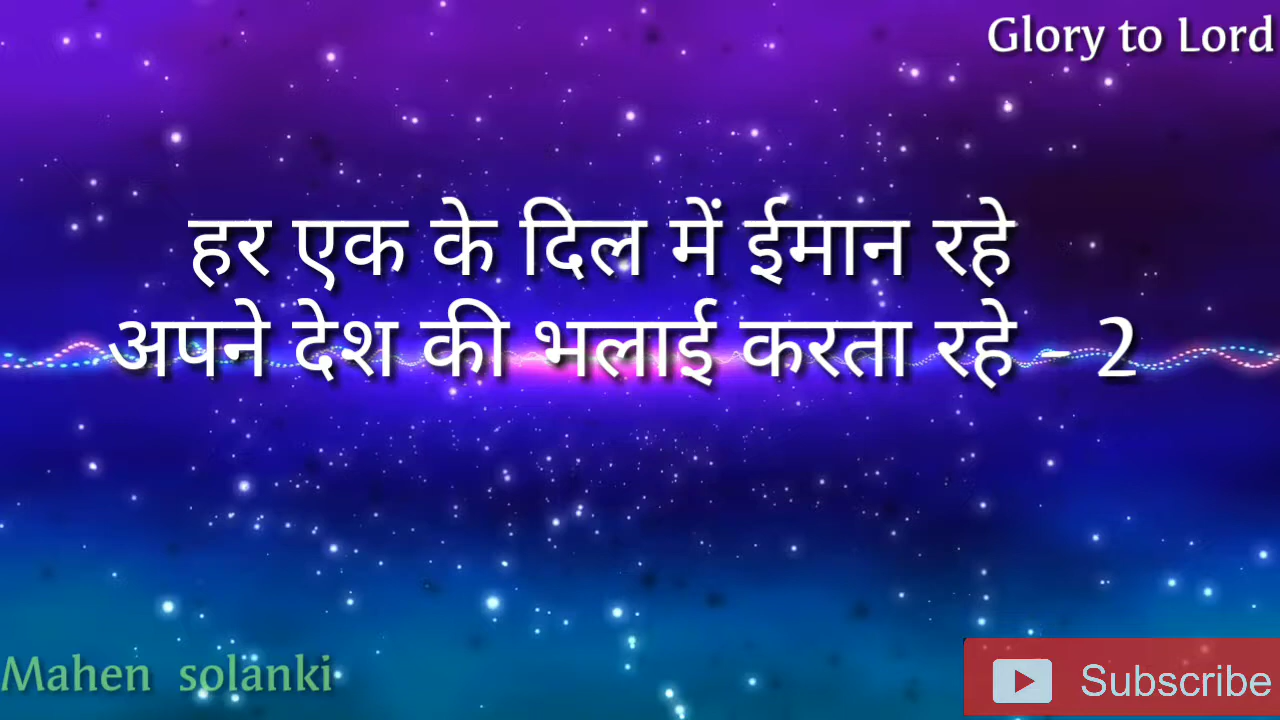 Glory to Lord
हर एक के दिल में ईमान रहे
अपने देश की भलाई करता रहे - 2
Mahen solanki
Subscribe